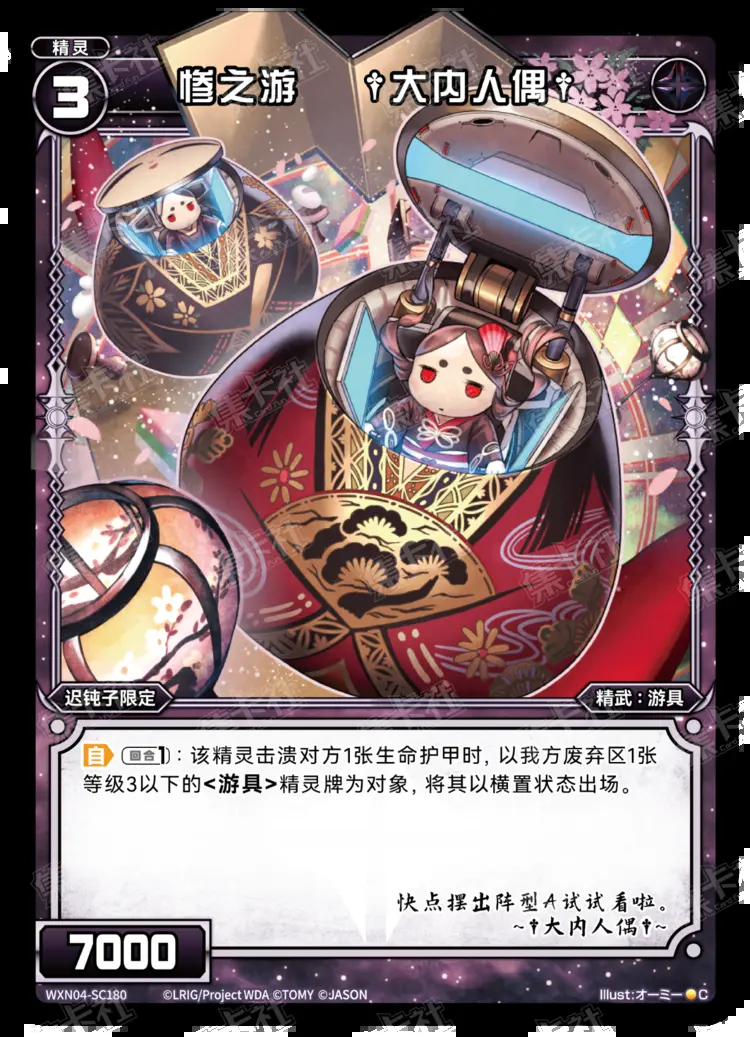 精灵
3
惨之游 †大内人偶†
迟钝子限定
精武：游具
自 回合1：该精灵击溃对方1张生命护甲时，以我方废弃区1张
等级3以下的<游具>精灵牌为对象，将其以横置状态出场。
快点摆出阵型A试试看啦。
~†大内人偶†~
7000
WXN04-SC180 ©LRIG/Project WDA ©TOMY ©JASON
Illust:オーミー C
集卡社